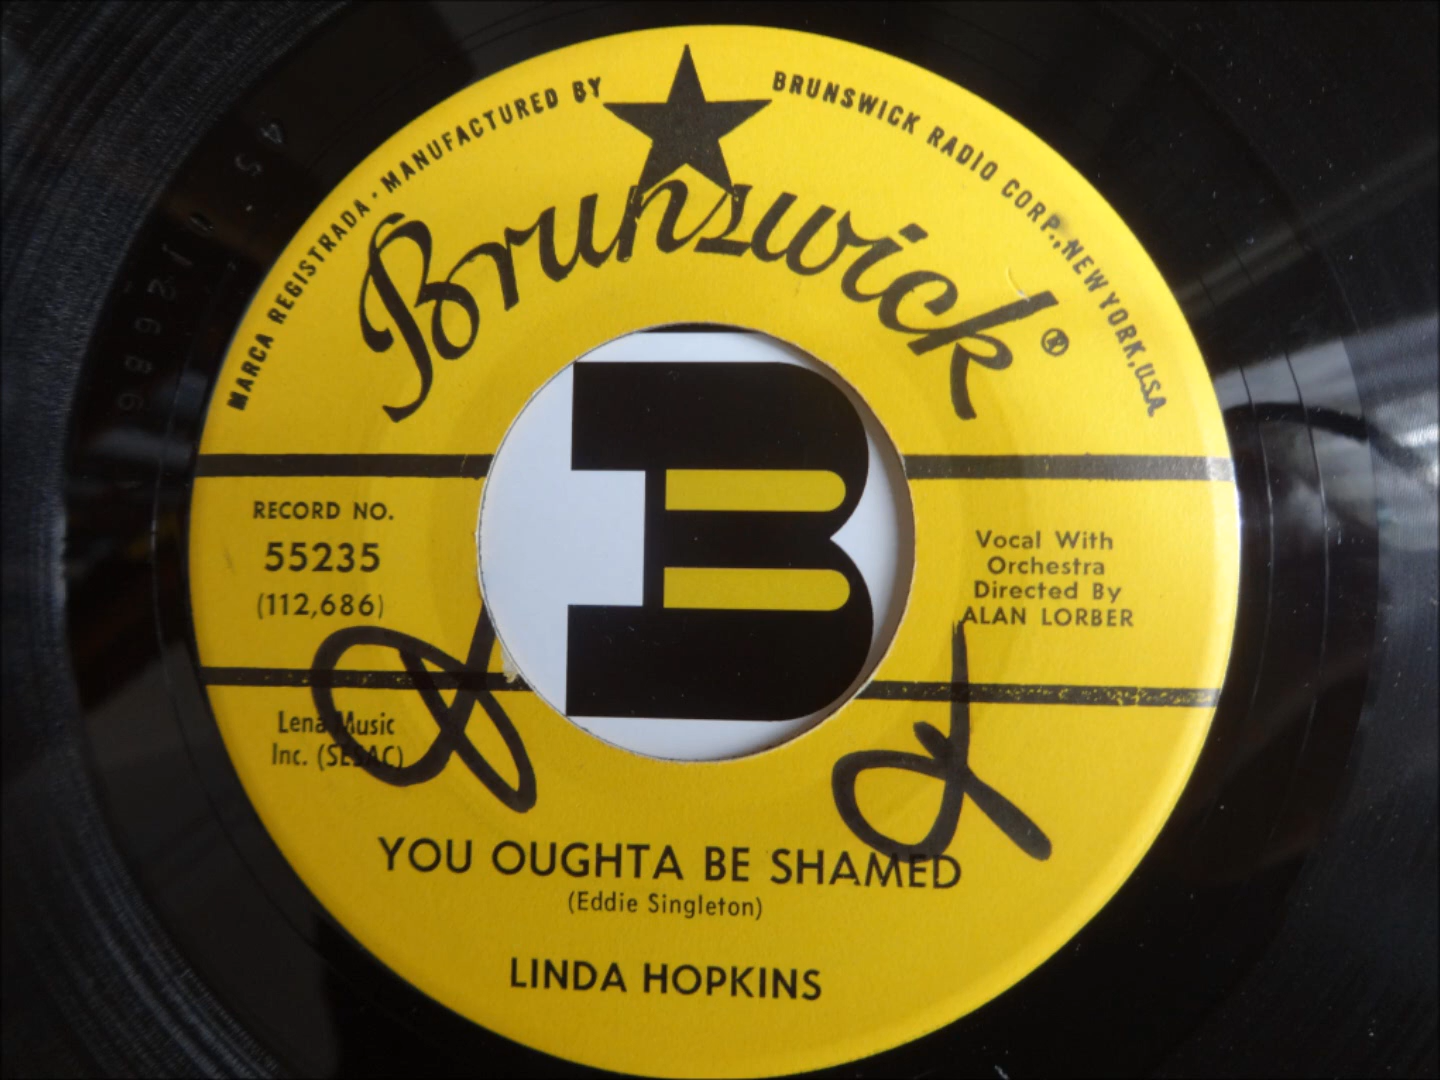 MARCA REGISTRADA · MANUFACTURED BY BRUNSWICK RADIO CORP., NEW YORK, USA
Brunswick ®
RECORD NO.
55235
(112,686)
Vocal With
Orchestra
Directed By
ALAN LORBER
B
Lena Music
Inc. (SESAC)
YOU OUGHTA BE SHAMED
(Eddie Singleton)
LINDA HOPKINS